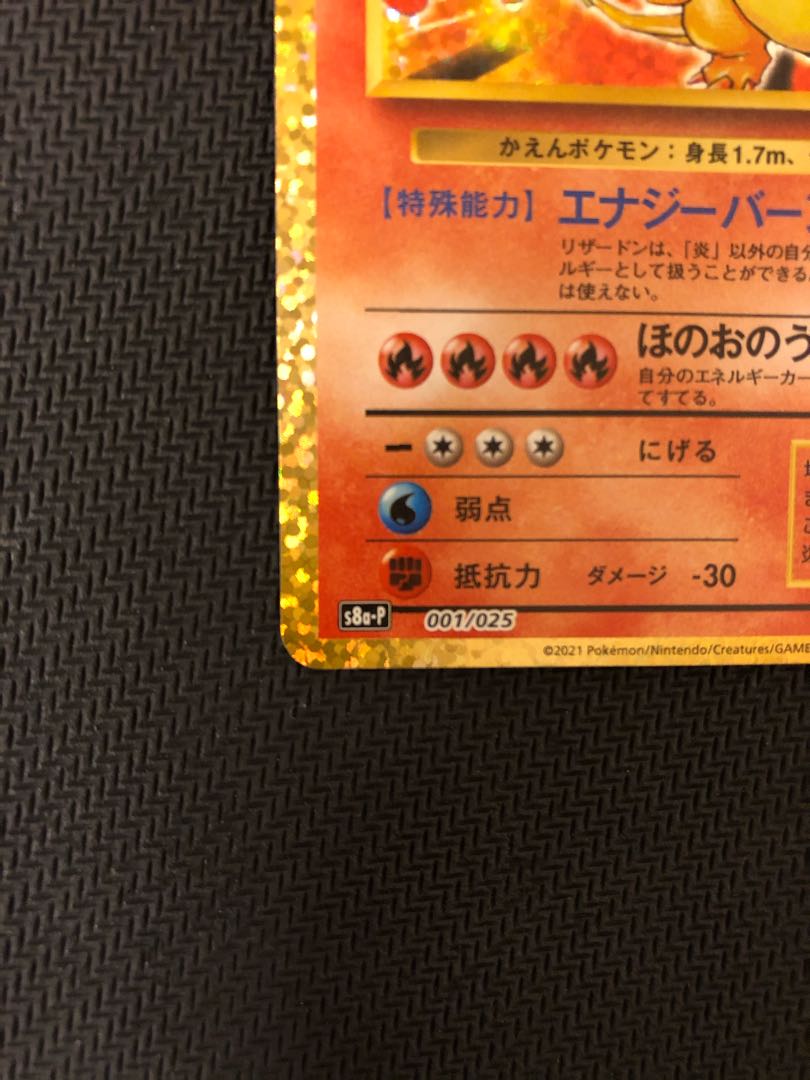 かえんポケモン：身長1.7m、
【特殊能力】 エナジーバー
リザードンは、「炎」以外の自分
ルギーとして扱うことができる。
は使えない。
ほのおのう
自分のエネルギーカー
てすてる。
ー にげる
弱点
抵抗力 ダメージ -30
s8a-P 001/025
©2021 Pokémon/Nintendo/Creatures/GAME